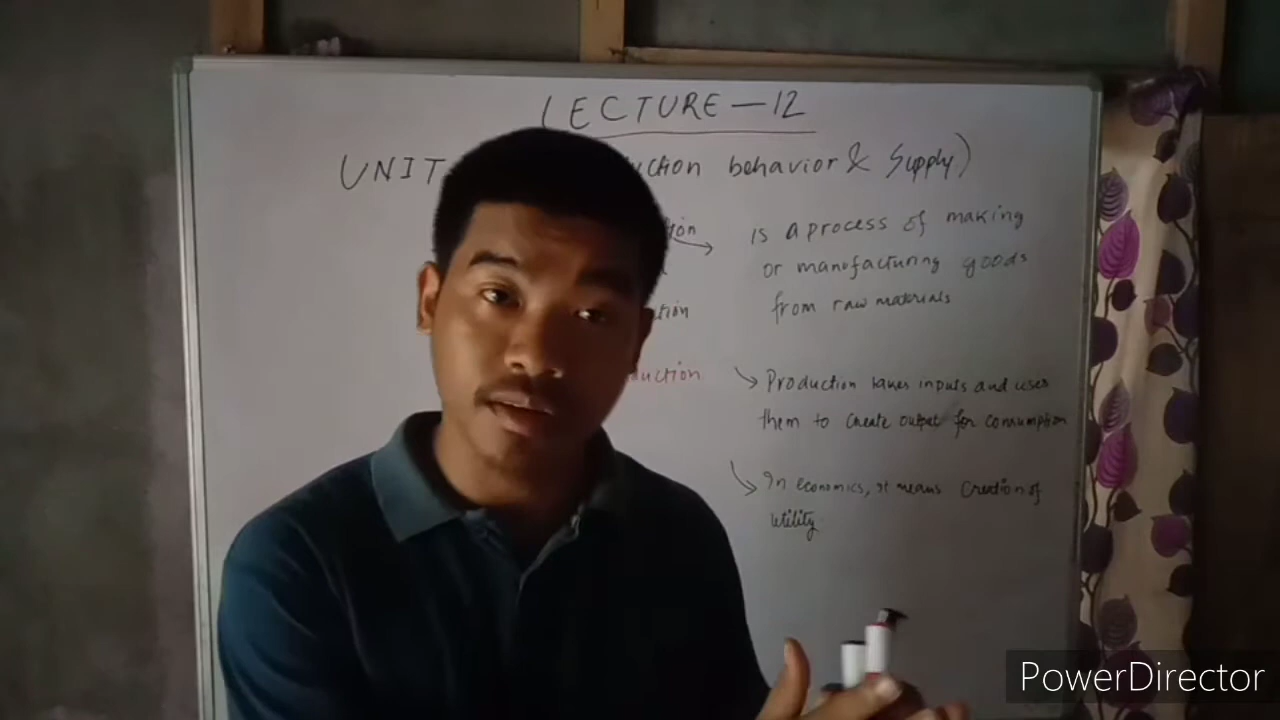 LECTURE - 12
UNIT behavior & Supply)
is a process of making
or manufacturing goods
from raw materials
Production takes inputs and uses
them to create output for consumption
In economics, it means Creation of
utility
PowerDirector